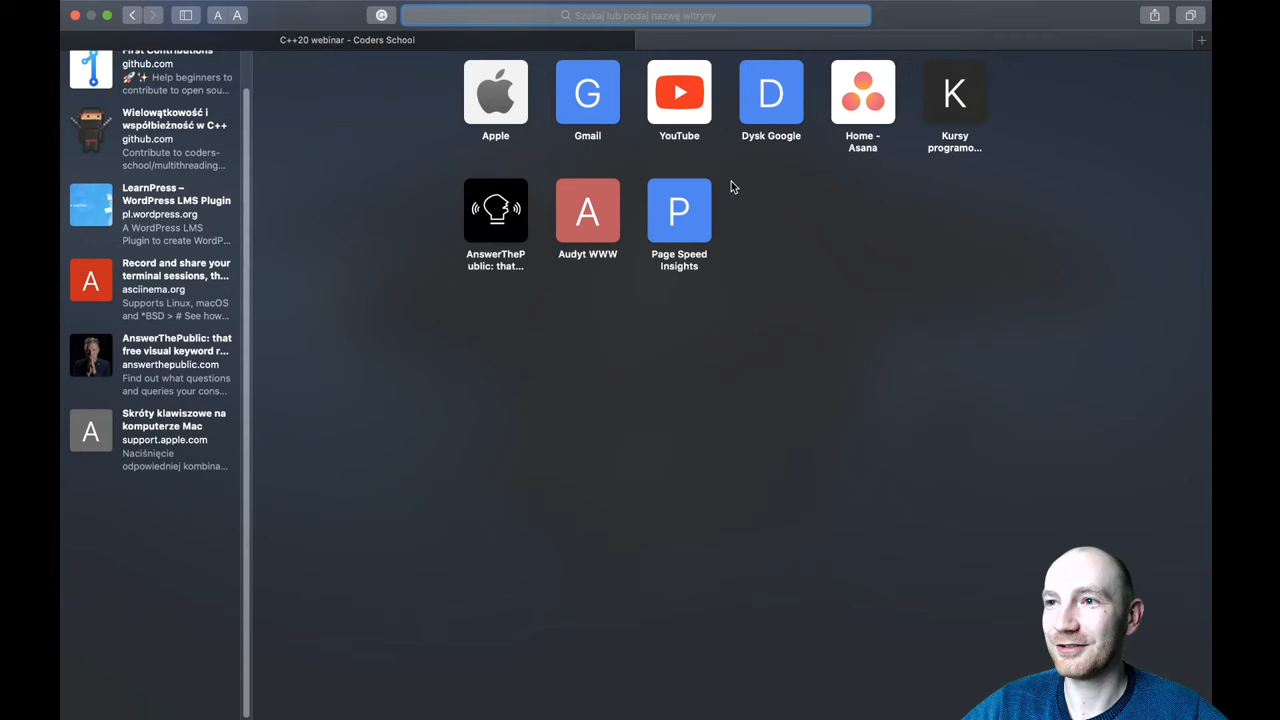 A A
G
Szukaj lub podaj nazwę witryny
C++20 webinar - Coders School
First Contributions
github.com
🚀 ✨ Help beginners to
contribute to open sou...
Wielowątkowość i
współbieżność w C++
github.com
Contribute to coders-
school/multithreading...
LearnPress –
WordPress LMS Plugin
pl.wordpress.org
A WordPress LMS
Plugin to create WordP...
A
Record and share your
terminal sessions, th...
asciinema.org
Supports Linux, macOS
and *BSD > # See how...
AnswerThePublic: that
free visual keyword r...
answerthepublic.com
Find out what questions
and queries your cons...
A
Skróty klawiszowe na
komputerze Mac
support.apple.com
Naciśnięcie
odpowiedniej kombina...
Apple
G
Gmail
YouTube
D
Dysk Google
Home -
Asana
K
Kursy
programo...
AnswerTheP
ublic: that...
A
Audyt WWW
P
Page Speed
Insights